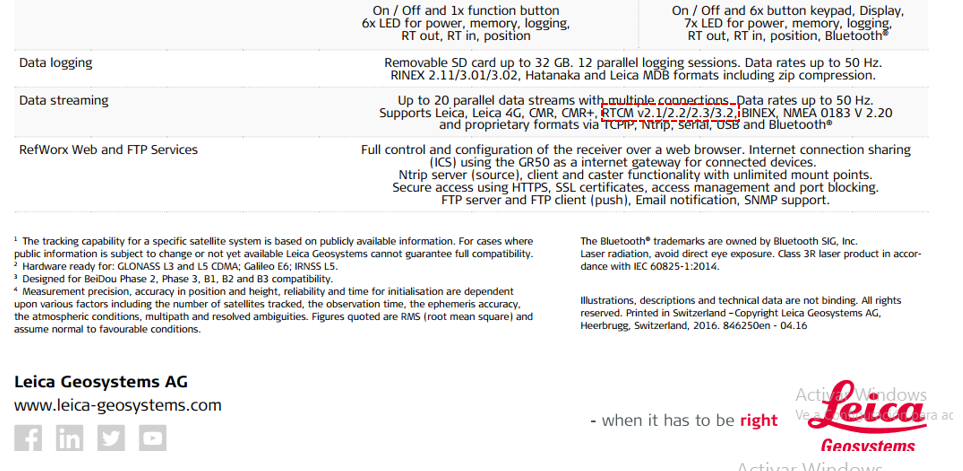 On / Off and 1x function button
6x LED for power, memory, logging,
RT out, RT in, position
On / Off and 6x button keypad, Display,
7x LED for power, memory, logging,
RT out, RT in, position, Bluetooth®
Data logging
Removable SD card up to 32 GB. 12 parallel logging sessions. Data rates up to 50 Hz.
RINEX 2.11/3.01/3.02, Hatanaka and Leica MDB formats including zip compression.
Data streaming
Up to 20 parallel data streams with multiple connections. Data rates up to 50 Hz.
Supports Leica, Leica 4G, CMR, CMR+, RTCM v2.1/2.2/2.3/3.2, BINEX, NMEA 0183 V 2.20
and proprietary formats via TCPIP, Ntrip, serial, USB and Bluetooth®
RefWorx Web and FTP Services
Full control and configuration of the receiver over a web browser. Internet connection sharing
(ICS) using the GR50 as a internet gateway for connected devices.
Ntrip server (source), client and caster functionality with unlimited mount points.
Secure access using HTTPS, SSL certificates, access management and port blocking.
FTP server and FTP client (push), Email notification, SNMP support.
1 The tracking capability for a specific satellite system is based on publicly available information. For cases where
public information is subject to change or not yet available Leica Geosystems cannot guarantee full compatibility.
2 Hardware ready for: GLONASS L3 and L5 CDMA; Galileo E6; IRNSS L5.
3 Designed for BeiDou Phase 2, Phase 3, B1, B2 and B3 compatibility.
4 Measurement precision, accuracy in position and height, reliability and time for initialisation are dependent
upon various factors including the number of satellites tracked, the observation time, the ephemeris accuracy,
the atmospheric conditions, multipath and resolved ambiguities. Figures quoted are RMS (root mean square) and
assume normal to favourable conditions.
The Bluetooth® trademarks are owned by Bluetooth SIG, Inc.
Laser radiation, avoid direct eye exposure. Class 3R laser product in accor-
dance with IEC 60825-1:2014.
Illustrations, descriptions and technical data are not binding. All rights
reserved. Printed in Switzerland –Copyright Leica Geosystems AG,
Heerbrugg, Switzerland, 2016. 846250en - 04.16
Leica Geosystems AG
www.leica-geosystems.com
- when it has to be right
Leica
Geosystems
Activar Windows
Ve a Configuración para ac
Activar Windows